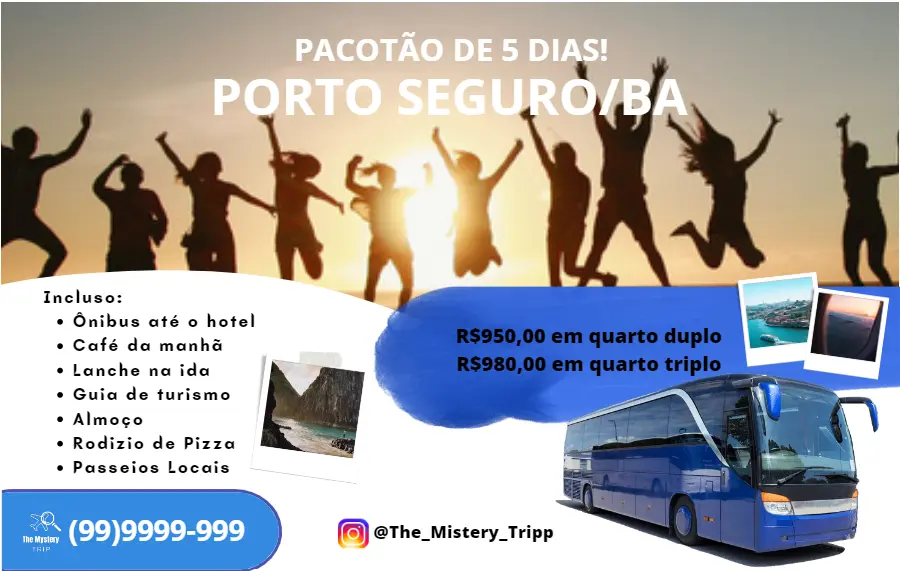 PACOTÃO DE 5 DIAS!
PORTO SEGURO/BA
Incluso:
• Ônibus até o hotel
• Café da manhã
• Lanche na ida
• Guia de turismo
• Almoço
• Rodizio de Pizza
• Passeios Locais
R$950,00 em quarto duplo
R$980,00 em quarto triplo
The Mystery
TRIP
(99)9999-999
@The_Mistery_Tripp